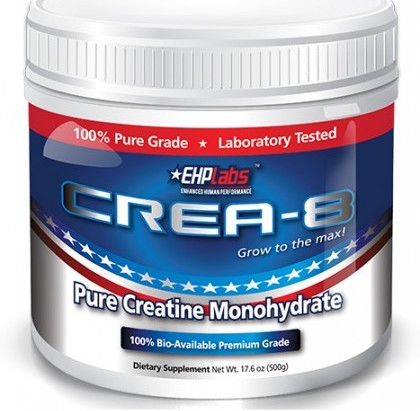 100% Pure Grade ★ Laboratory Tested
★EHPLabs™
ENHANCED HUMAN PERFORMANCE
CREA-8
Grow to the max!
Pure Creatine Monohydrate
100% Bio-Available Premium Grade
Dietary Supplement Net Wt. 17.6 oz (500g)